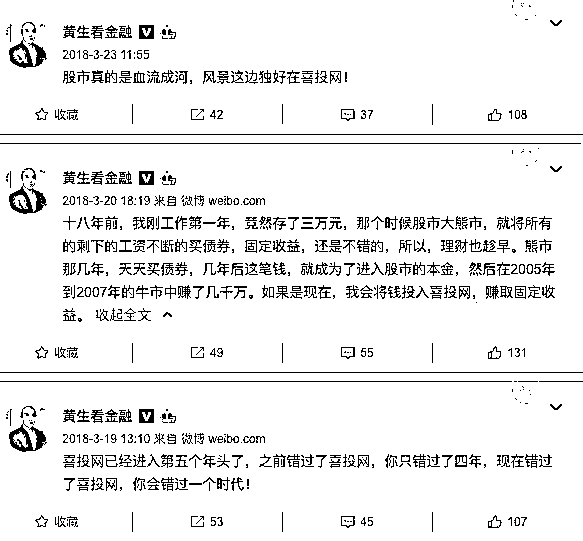 黄生看金融 V
2018-3-23 11:55
股市真的是血流成河，风景这边独好在喜投网！
收藏 42 37 108
黄生看金融 V
2018-3-20 18:19 来自 微博 weibo.com
十八年前，我刚工作第一年，竟然存了三万元，那个时候股市大熊市，就将所有
的剩下的工资不断的买债券，固定收益，还是不错的，所以，理财也趁早。熊市
那几年，天天买债券，几年后这笔钱，就成为了进入股市的本金，然后在2005年
到2007年的牛市中赚了几千万。如果是现在，我会将钱投入喜投网，赚取固定收
益。 收起全文
收藏 49 55 131
黄生看金融 V
2018-3-19 13:10 来自 微博 weibo.com
喜投网已经进入第五个年头了，之前错过了喜投网，你只错过了四年，现在错过
了喜投网，你会错过一个时代！
收藏 53 45 107